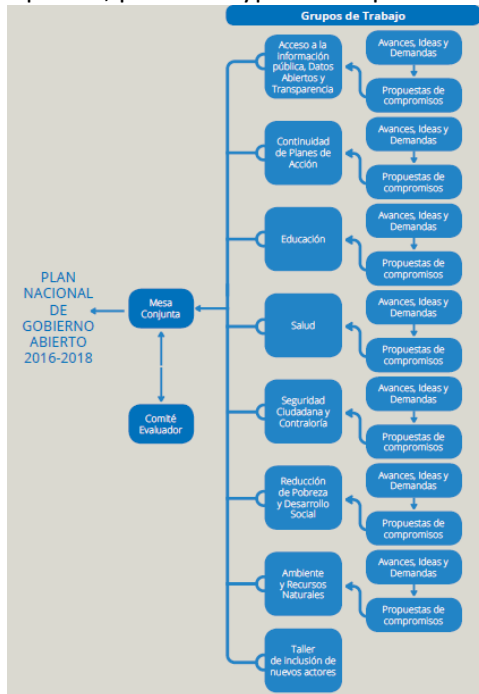 Grupos de Trabajo
Acceso a la
información
pública, Datos
Abiertos y
Transparencia
Avances, Ideas y
Demandas
Propuestas de
compromisos
Continuidad
de Planes de
Acción
Avances, Ideas y
Demandas
Propuestas de
compromisos
Educación
Avances, Ideas y
Demandas
Propuestas de
compromisos
PLAN
NACIONAL
DE
GOBIERNO
ABIERTO
2016-2018
Mesa
Conjunta
Comité
Evaluador
Salud
Avances, Ideas y
Demandas
Propuestas de
compromisos
Seguridad
Ciudadana y
Contraloría
Avances, Ideas y
Demandas
Propuestas de
compromisos
Reducción
de Pobreza
y Desarrollo
Social
Avances, Ideas y
Demandas
Propuestas de
compromisos
Ambiente
y Recursos
Naturales
Avances, Ideas y
Demandas
Propuestas de
compromisos
Taller
de inclusión de
nuevos actores